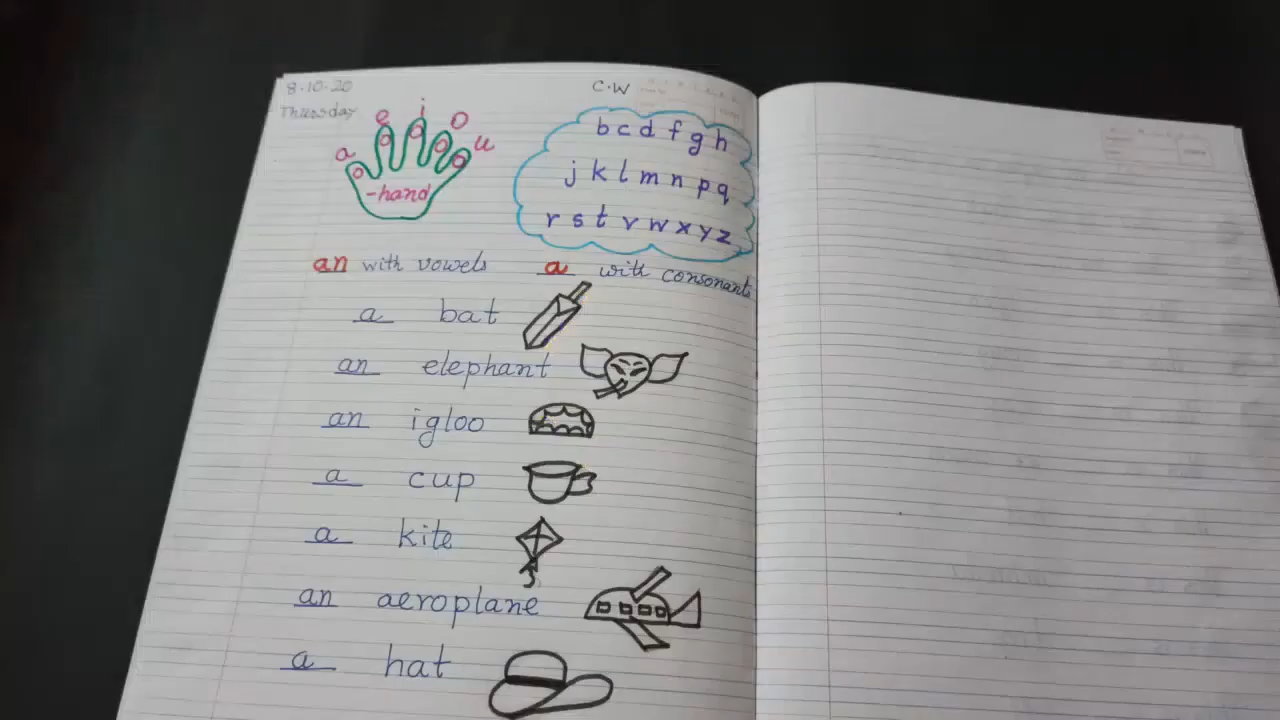 8.10.20
Thursday
C.W
a e i o u
-hand
b c d f g h
j k l m n p q
r s t v w x y z
an with vowels a with consonants
a bat
an elephant
an igloo
a cup
a kite
an aeroplane
a hat